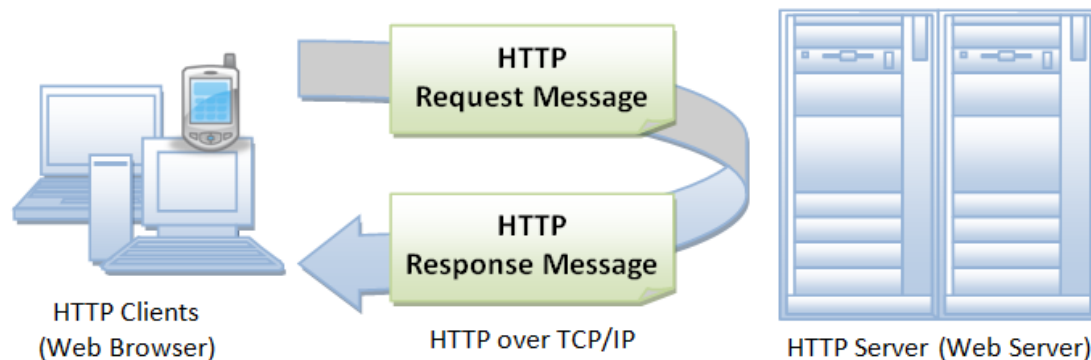 HTTP
Request Message
HTTP
Response Message
HTTP Clients
(Web Browser)
HTTP over TCP/IP
HTTP Server (Web Server)